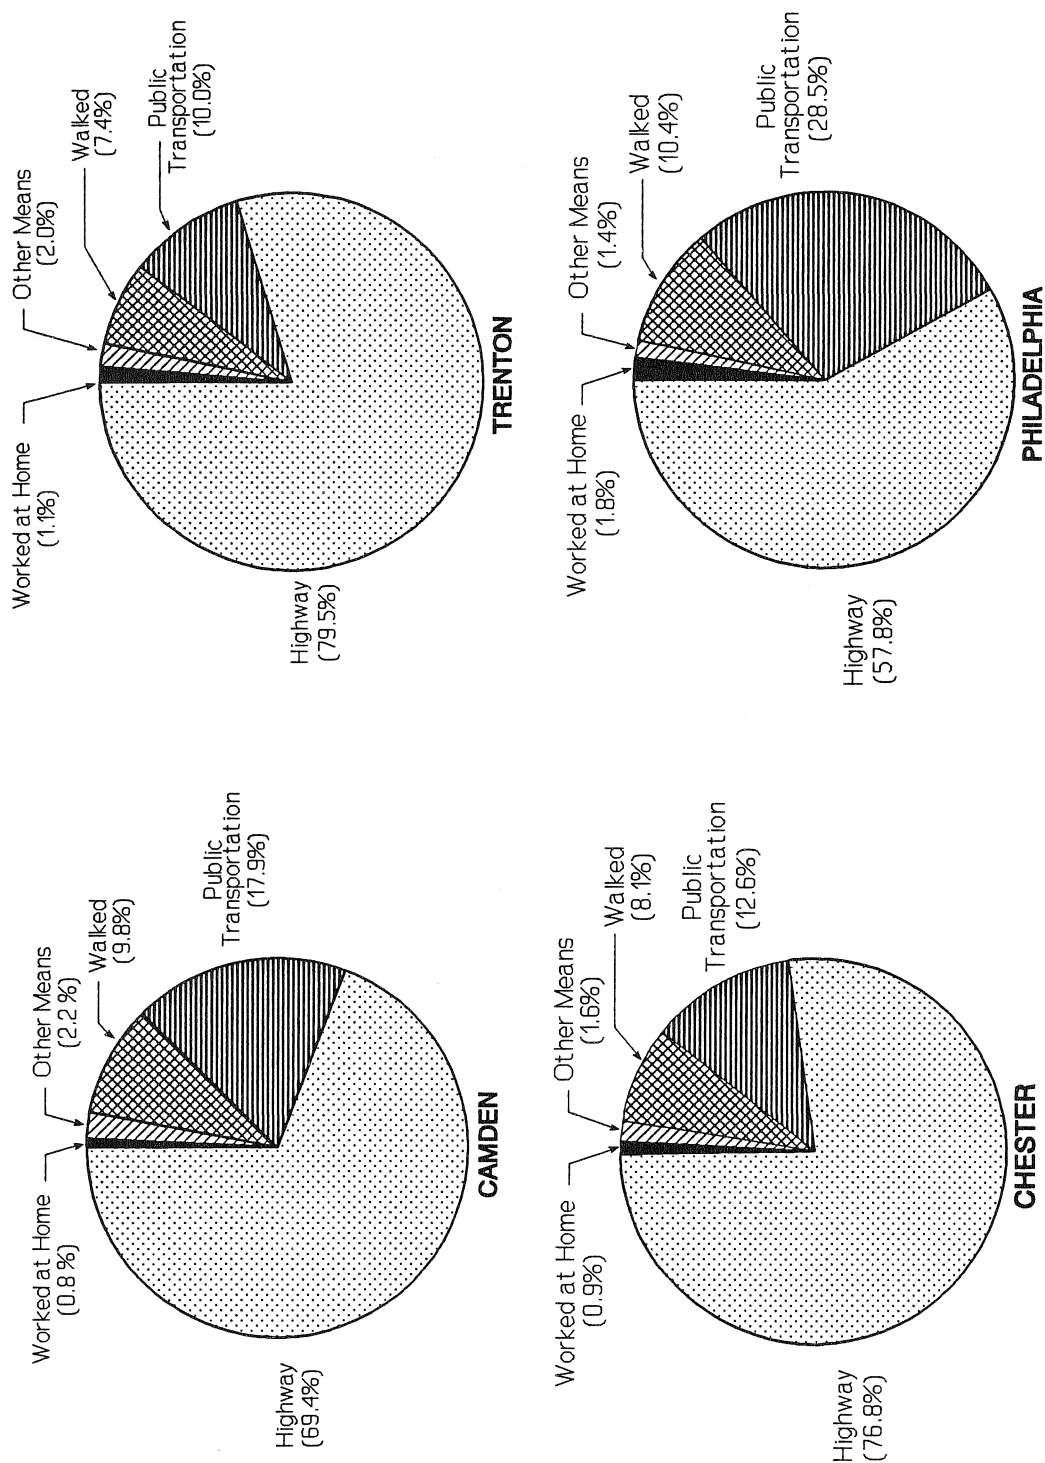 Worked at Home
(0.8%)
Other Means
(2.2%)
Walked
(9.8%)
Public
Transportation
(17.9%)
Highway
(69.4%)
CAMDEN
Worked at Home
(1.1%)
Other Means
(2.0%)
Walked
(7.4%)
Public
Transportation
(10.0%)
Highway
(79.5%)
TRENTON
Worked at Home
(0.9%)
Other Means
(1.6%)
Walked
(8.1%)
Public
Transportation
(12.6%)
Highway
(76.8%)
CHESTER
Worked at Home
(1.8%)
Other Means
(1.4%)
Walked
(10.4%)
Public
Transportation
(28.5%)
Highway
(57.8%)
PHILADELPHIA